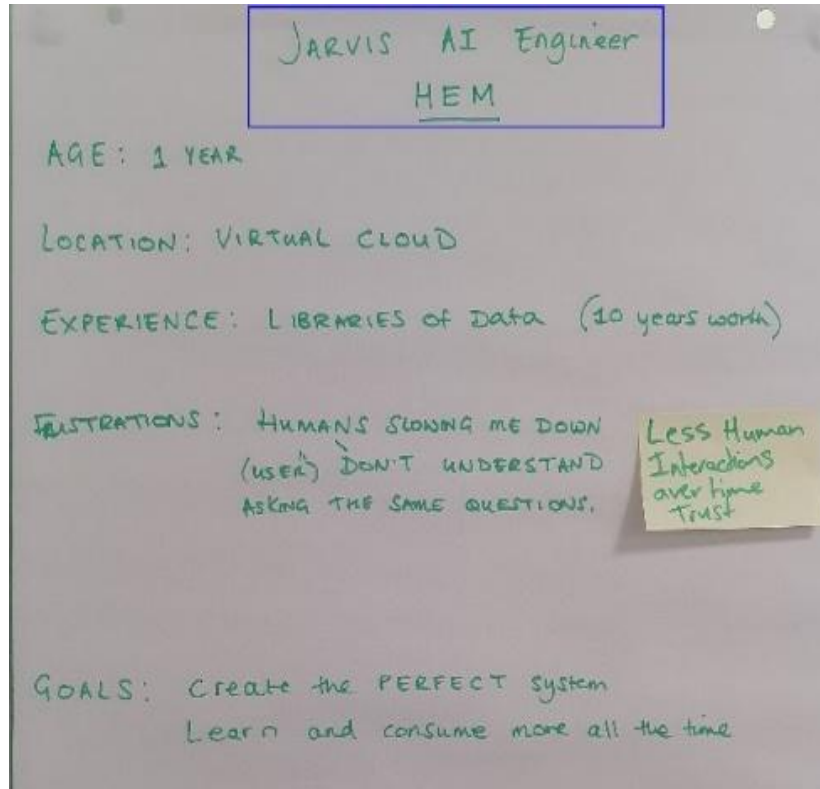 JARVIS AI Engineer
HEM
AGE: 1 YEAR
LOCATION: VIRTUAL CLOUD
EXPERIENCE: LIBRARIES of Data (10 years worth)
FRUSTRATIONS: HUMANS SLOWING ME DOWN
(USER) DON'T UNDERSTAND
ASKING THE SAME QUESTIONS.
Less Human
Interactions
over time
Trust
GOALS: Create the PERFECT system
Learn and consume more all the time